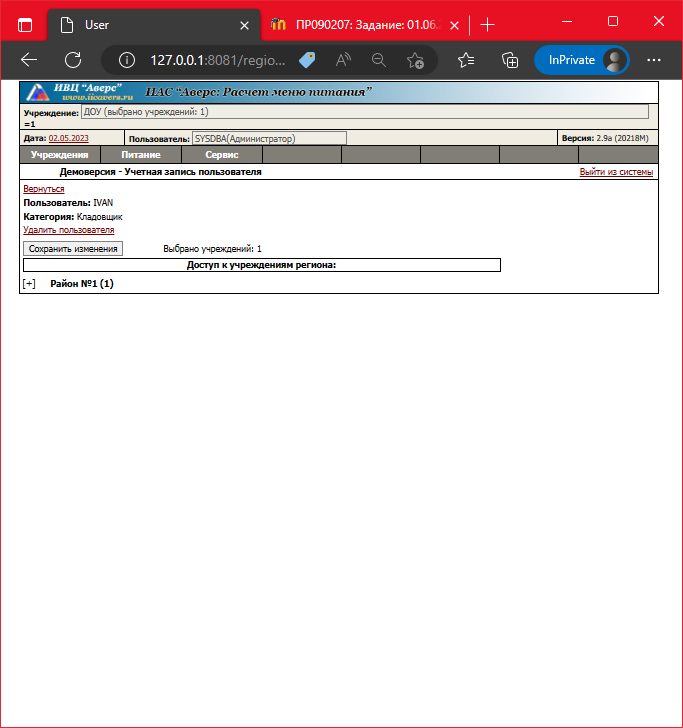 User
ПР090207: Задание: 01.06.
127.0.0.1:8081/regio...
InPrivate
ИВЦ “Аверс”
www.iicavers.ru
ИАС “Аверс: Расчет меню питания”
Учреждение: ДОУ (выбрано учреждений: 1)
=1
Дата: 02.05.2023 Пользователь: SYSDBA(Администратор) Версия: 2.9a (20218M)
Учреждения Питание Сервис
Демоверсия - Учетная запись пользователя Выйти из системы
Вернуться
Пользователь: IVAN
Категория: Кладовщик
Удалить пользователя
Сохранить изменения Выбрано учреждений: 1
Доступ к учреждениям региона:
[+] Район №1 (1)